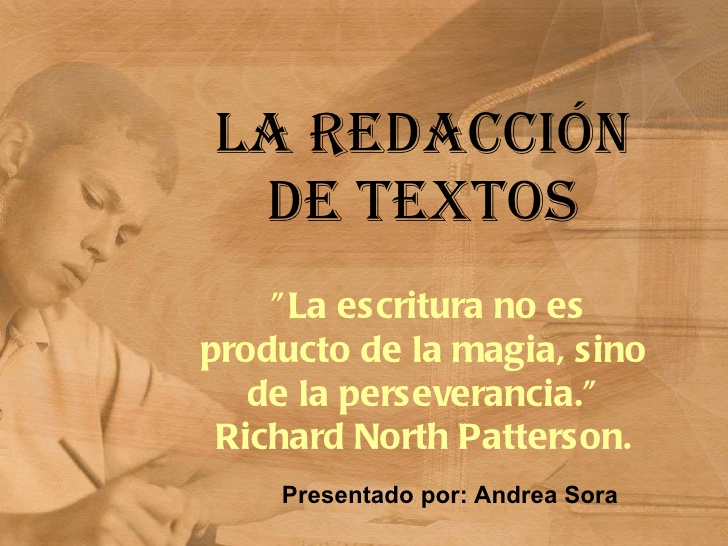 LA REDACCIÓN
DE TEXTOS
"La escritura no es
producto de la magia, sino
de la perseverancia."
Richard North Patterson.
Presentado por: Andrea Sora